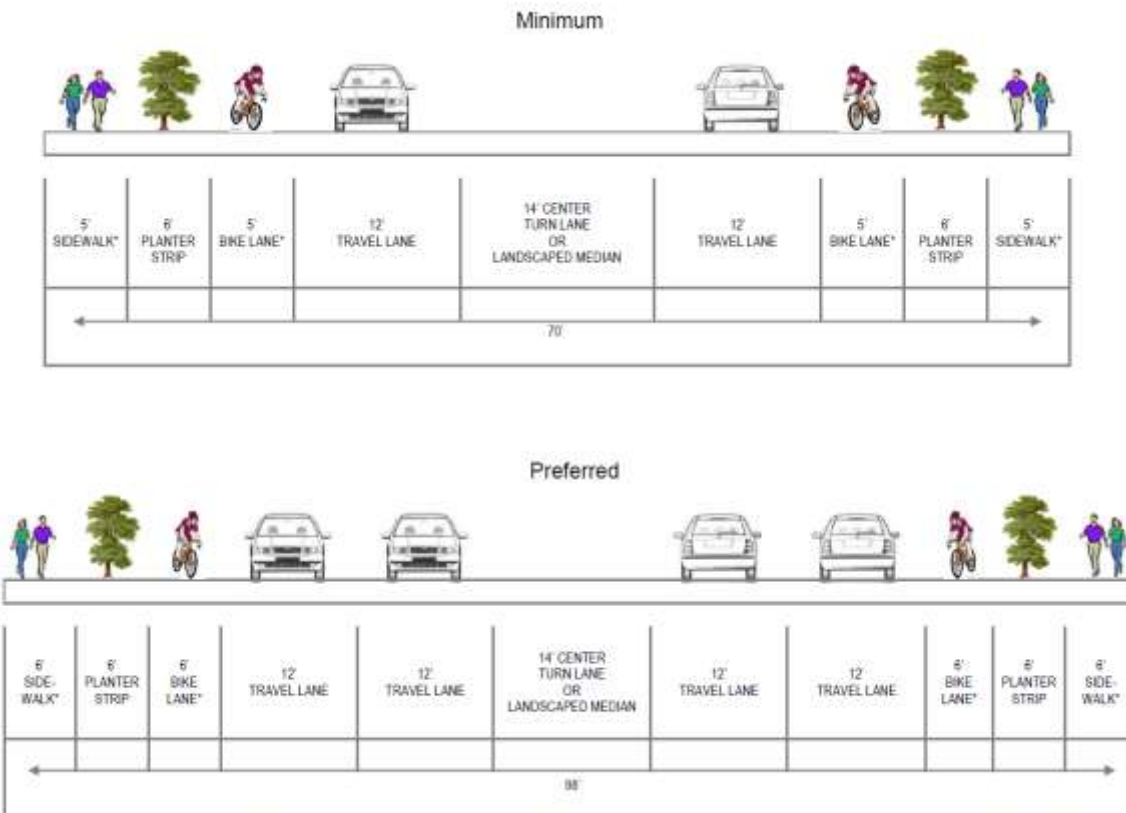 Minimum
5'
SIDEWALK*
6'
PLANTER
STRIP
5'
BIKE LANE*
12'
TRAVEL LANE
14' CENTER
TURN LANE
OR
LANDSCAPED MEDIAN
12'
TRAVEL LANE
5'
BIKE LANE*
6'
PLANTER
STRIP
5'
SIDEWALK*
70'
Preferred
6'
SIDE-
WALK*
6'
PLANTER
STRIP
6'
BIKE
LANE*
12'
TRAVEL LANE
12'
TRAVEL LANE
14' CENTER
TURN LANE
OR
LANDSCAPED MEDIAN
12'
TRAVEL LANE
12'
TRAVEL LANE
6'
BIKE
LANE*
6'
PLANTER
STRIP
6'
SIDE-
WALK*
98'